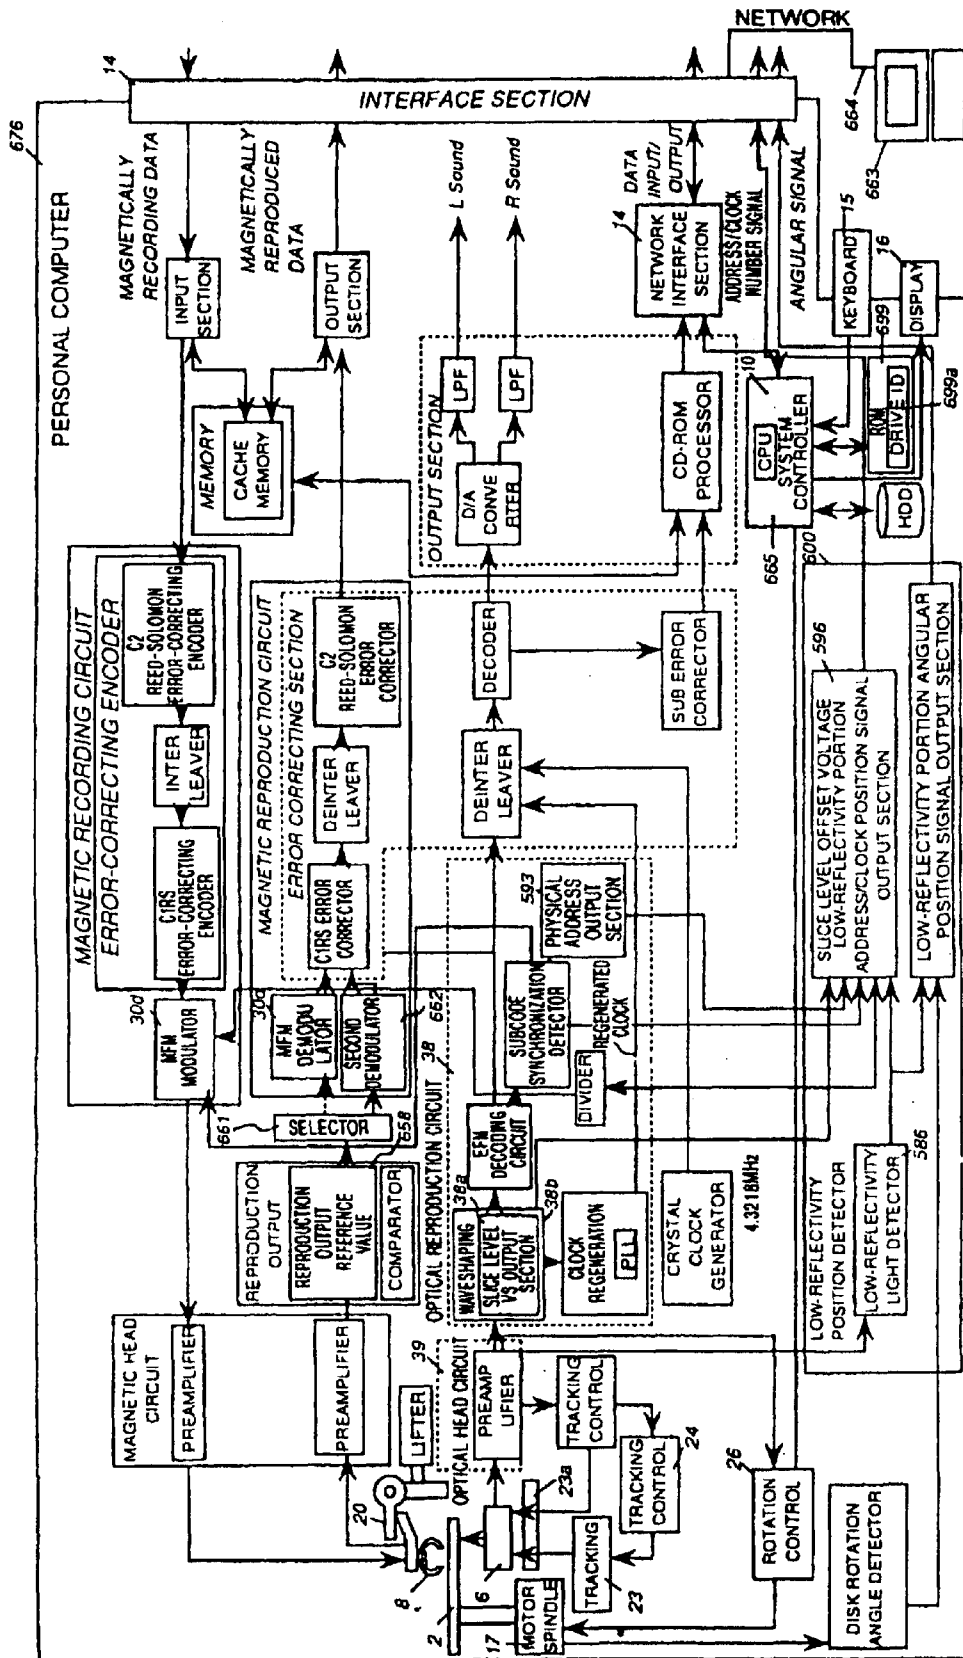 676
PERSONAL COMPUTER
NETWORK
14
INTERFACE SECTION
MAGNETICALLY
RECORDING DATA
MAGNETICALLY
REPRODUCED
DATA
L Sound
R Sound
DATA
INPUT/
OUTPUT
ADDRESS/CLOCK
NUMBER SIGNAL
ANGULAR SIGNAL
664
663
INPUT
SECTION
OUTPUT
SECTION
MEMORY
CACHE
MEMORY
14
NETWORK
INTERFACE
SECTION
15
KEYBOARD
16
DISPLAY
OUTPUT SECTION
LPF
LPF
D/A
CONVE
RTER
CD-ROM
PROCESSOR
10
CPU
SYSTEM
CONTROLLER
665
699
ROM
DRIVE ID
699a
HDD
MAGNETIC RECORDING CIRCUIT
ERROR-CORRECTING ENCODER
C2
REED-SOLOMON
ERROR-CORRECTING
ENCODER
INTER
LEAVER
C1RS
ERROR-CORRECTING
ENCODER
30d
MFM
MODULATOR
MAGNETIC REPRODUCTION CIRCUIT
ERROR CORRECTING SECTION
C2
REED-SOLOMON
ERROR
CORRECTOR
DEINTER
LEAVER
C1RS ERROR
CORRECTOR
30d
MFM
DEMODU
LATOR
SECOND
DEMODULATOR
662
661
SELECTOR
658
REPRODUCTION
OUTPUT
REPRODUCTION
OUTPUT
REFERENCE
VALUE
COMPARATOR
DECODER
SUB ERROR
CORRECTOR
DEINTER
LEAVER
OPTICAL REPRODUCTION CIRCUIT
38
593
PHYSICAL
ADDRESS
OUTPUT
SECTION
SUBCODE
SYNCHRONIZATION
DETECTOR
REGENERATED
CLOCK
DIVIDER
EFM
DECODING
CIRCUIT
38a
WAVESHAPING
SLICE LEVEL
VS OUTPUT
SECTION
38b
CLOCK
REGENERATION
PLL
CRYSTAL
CLOCK
GENERATOR
4.3218MHz
600
596
SLICE LEVEL OFFSET VOLTAGE
LOW-REFLECTIVITY PORTION
ADDRESS/CLOCK POSITION SIGNAL
OUTPUT SECTION
LOW-REFLECTIVITY PORTION ANGULAR
POSITION SIGNAL OUTPUT SECTION
586
LOW-REFLECTIVITY
POSITION DETECTOR
LOW-REFLECTIVITY
LIGHT DETECTOR
MAGNETIC HEAD
CIRCUIT
PREAMPLIFIER
PREAMPLIFIER
LIFTER
20
8
OPTICAL HEAD CIRCUIT
39
PREAMP
LIFIER
TRACKING
CONTROL
TRACKING
CONTROL
24
23a
6
TRACKING
23
2
17
MOTOR
SPINDLE
26
ROTATION
CONTROL
DISK ROTATION
ANGLE DETECTOR